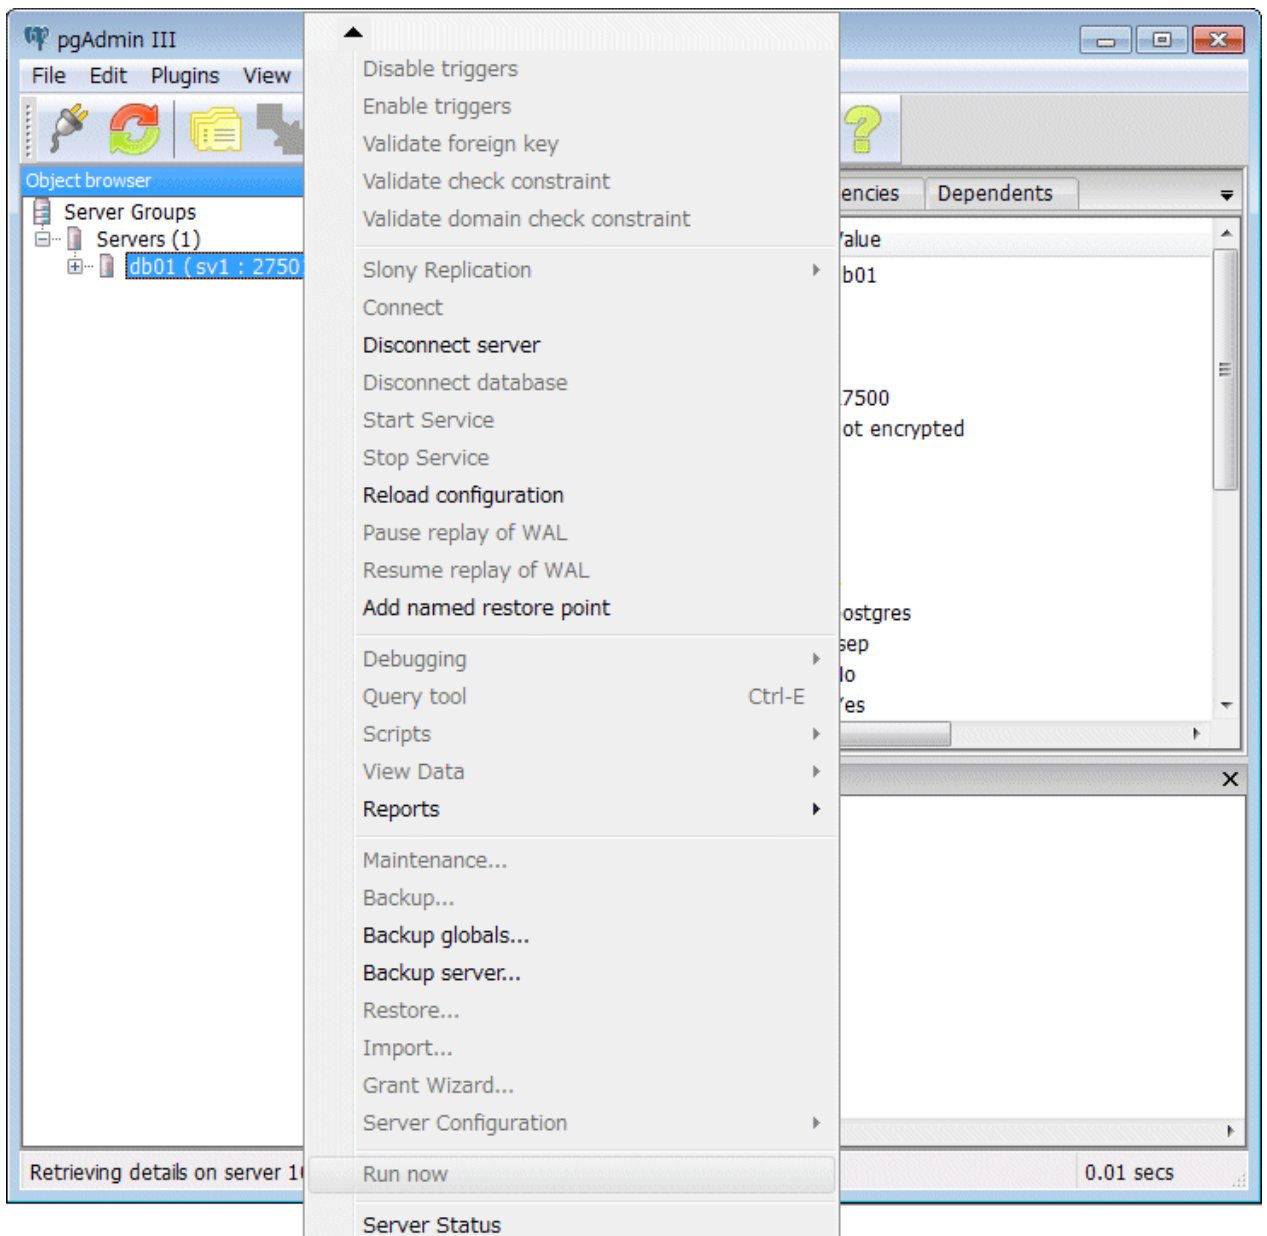 pgAdmin III
File Edit Plugins View
Object browser
Server Groups
Servers (1)
db01 (sv1 : 2750
Disable triggers
Enable triggers
Validate foreign key
Validate check constraint
Validate domain check constraint
Slony Replication
Connect
Disconnect server
Disconnect database
Start Service
Stop Service
Reload configuration
Pause replay of WAL
Resume replay of WAL
Add named restore point
Debugging
Query tool Ctrl-E
Scripts
View Data
Reports
Maintenance...
Backup...
Backup globals...
Backup server...
Restore...
Import...
Grant Wizard...
Server Configuration
Run now
Server Status
encies Dependents
alue
b01
7500
ot encrypted
ostgres
sep
lo
es
Retrieving details on server 1
0.01 secs